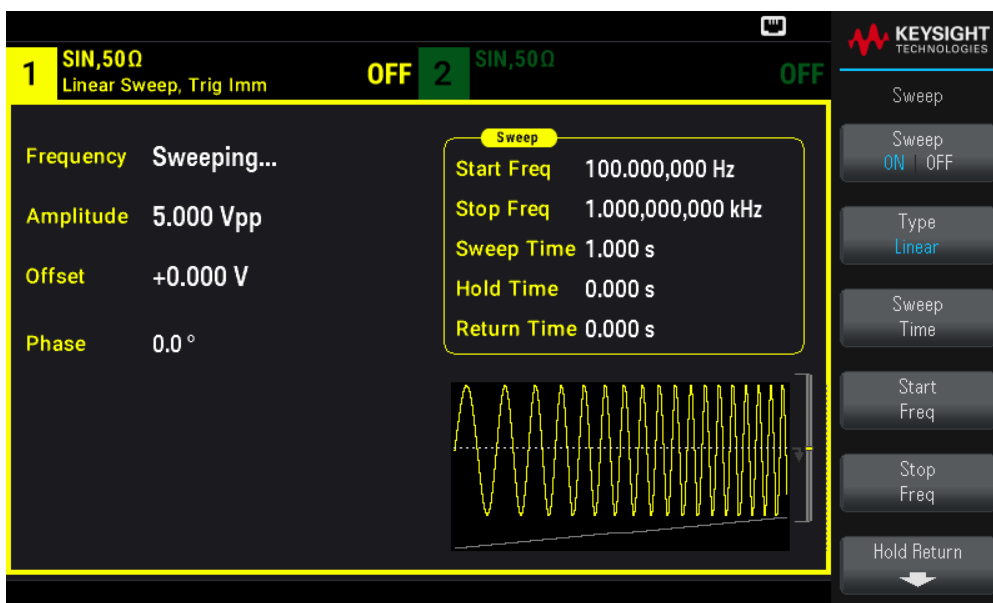 1
SIN,50Ω
Linear Sweep, Trig Imm
OFF
2
SIN,50Ω
OFF
KEYSIGHT
TECHNOLOGIES
Frequency Sweeping...
Amplitude 5.000 Vpp
Offset +0.000 V
Phase 0.0 °
Sweep
Start Freq 100.000,000 Hz
Stop Freq 1.000,000,000 kHz
Sweep Time 1.000 s
Hold Time 0.000 s
Return Time 0.000 s
Sweep
Sweep
ON | OFF
Type
Linear
Sweep
Time
Start
Freq
Stop
Freq
Hold Return